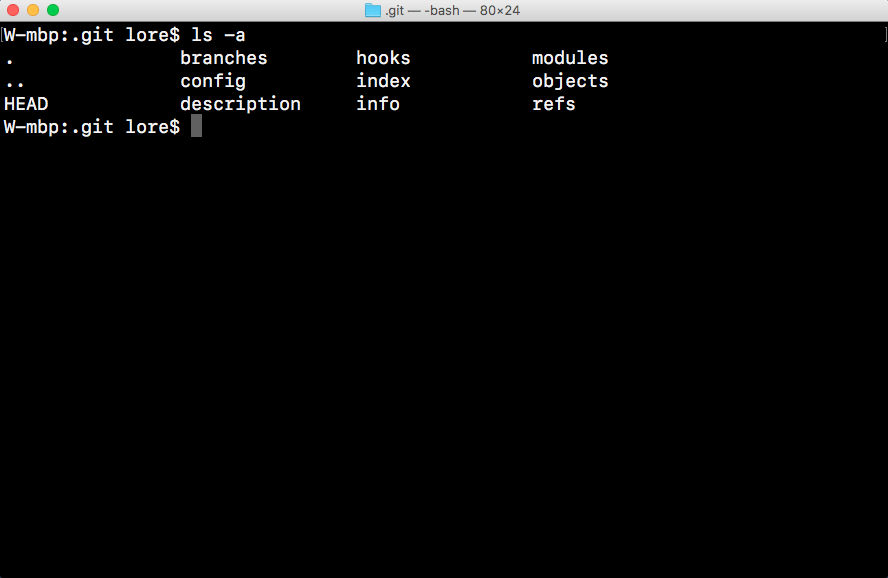 .git — -bash — 80×24
W-mbp:.git lore$ ls -a
. branches hooks modules
.. config index objects
HEAD description info refs
W-mbp:.git lore$